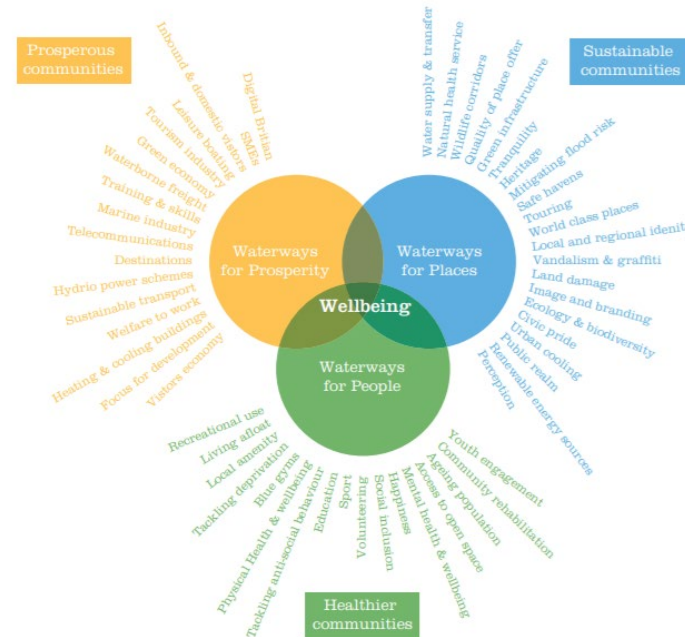 Prosperous
communities
Sustainable
communities
Digital Britian
SMEs
Inbound & domestic vistors
Leisure boating
Tourism industry
Green economy
Waterborne freight
Training & skills
Marine industry
Telecommunications
Destinations
Hydrio power schemes
Sustainable transport
Welfare to work
Heating & cooling buildings
Focus for development
Vistors economy
Water supply & transfer
Natural health service
Wildlife corridors
Quaility of place offer
Green infrastructure
Tranquility
Heritage
Mitigating flood risk
Safe havens
Touring
World class places
Local and regional idenit
Vandalism & graffiti
Land damage
Image and branding
Ecology & biodiversity
Civic pride
Urban cooling
Public realm
Renewable energy sources
Perception
Waterways
for Prosperity
Waterways
for Places
Wellbeing
Waterways
for People
Recreational use
Living afloat
Local amenity
Tackling deprivation
Blue gyms
Physical Health & wellbeing
Tackling anti-social behaviour
Education
Sport
Volunteering
Social inclusion
Happiness
Mental health & wellbeing
Access to open space
Ageing population
Community rehabilitation
Youth engagement
Healthier
communities